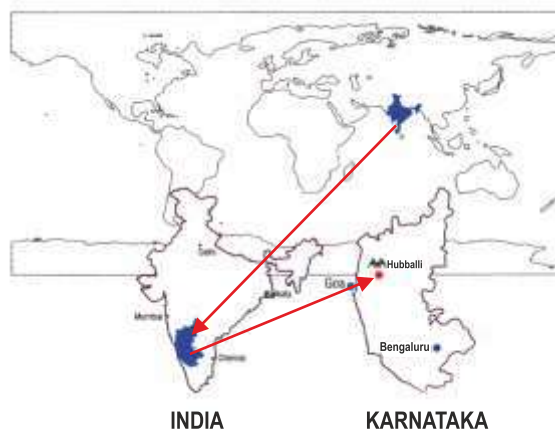 Delhi
Hubballi
Goa
Kolkata
Mumbai
Bengaluru
Chennai
INDIA
KARNATAKA